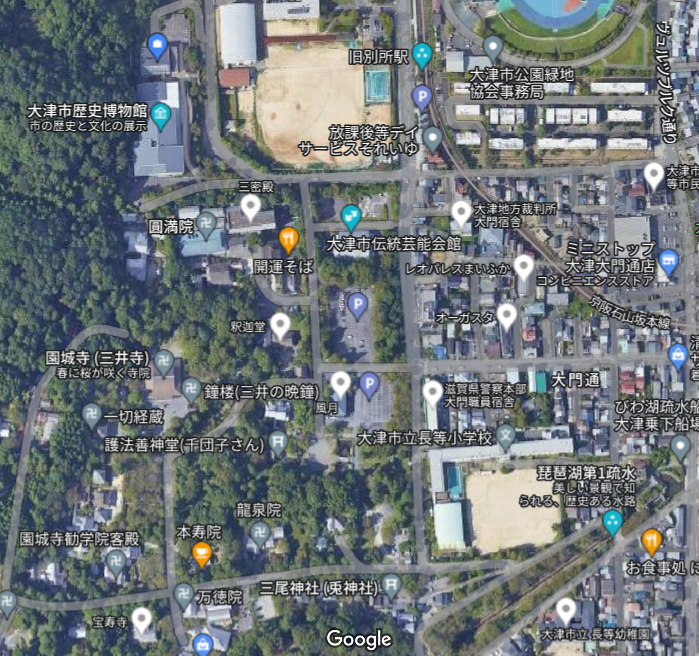 旧別所駅
大津市公園緑地
協会事務局
ヴュルツブルク通り
大津市歴史博物館
市の歴史と文化の展示
放課後等デイ
サービスそれいゆ
三密殿
圓満院
開運そば
大津市伝統芸能会館
大津地方裁判所
大門宿舎
大津市
等市民
ミニストップ
大津大門通店
コンビニエンスストア
レオパレスまいふか
オーガスタ
京阪石山坂本線
釈迦堂
園城寺 (三井寺)
春に桜が咲く寺院
鐘楼(三井の晩鐘)
風月
滋賀県警察本部
大門職員宿舎
大門通
一切経蔵
護法善神堂(千団子さん)
大津市立長等小学校
びわ湖疏水船
大津乗下船場
琵琶湖第1疏水
美しい景観で知
られる、歴史ある水路
龍泉院
本寿院
園城寺勧学院客殿
お食事処 に
三尾神社 (兎神社)
万徳院
宝寿寺
大津市立 長等幼稚園
Google